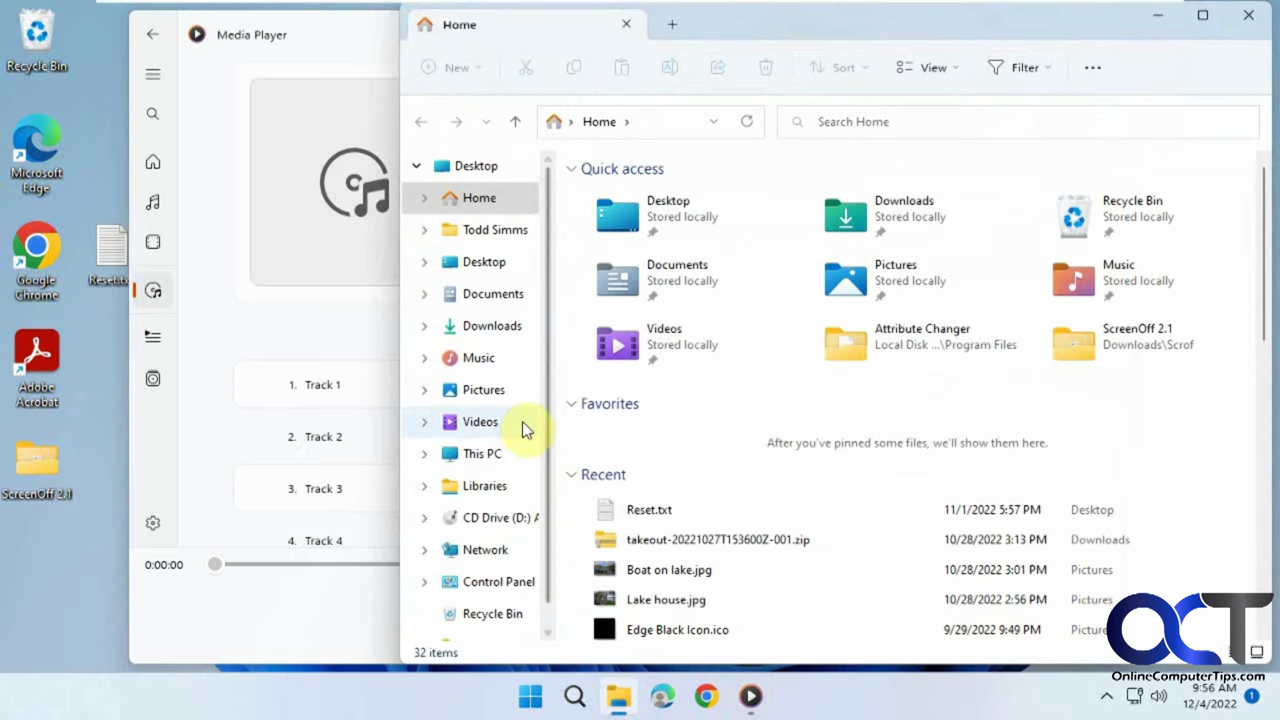 Recycle Bin
Microsoft
Edge
Google
Chrome
Reset.tx
Adobe
Acrobat
ScreenOff 2.1
Media Player
1. Track 1
2. Track 2
3. Track 3
4. Track 4
0:00:00
Home
New
Sort
View
Filter
Home
Search Home
Desktop
Home
Todd Simms
Desktop
Documents
Downloads
Music
Pictures
Videos
This PC
Libraries
CD Drive (D:) A
Network
Control Panel
Recycle Bin
Quick access
Desktop
Stored locally
Downloads
Stored locally
Recycle Bin
Stored locally
Documents
Stored locally
Pictures
Stored locally
Music
Stored locally
Videos
Stored locally
Attribute Changer
Local Disk ...\Program Files
ScreenOff 2.1
Downloads\Scrof
Favorites
After you've pinned some files, we'll show them here.
Recent
Reset.txt 11/1/2022 5:57 PM Desktop
takeout-20221027T153600Z-001.zip 10/28/2022 3:13 PM Downloads
Boat on lake.jpg 10/28/2022 3:01 PM Pictures
Lake house.jpg 10/28/2022 2:56 PM Pictures
Edge Black Icon.ico 9/29/2022 9:49 PM Picture
32 items
OCT
OnlineComputerTips.com
9:56 AM
12/4/2022
1